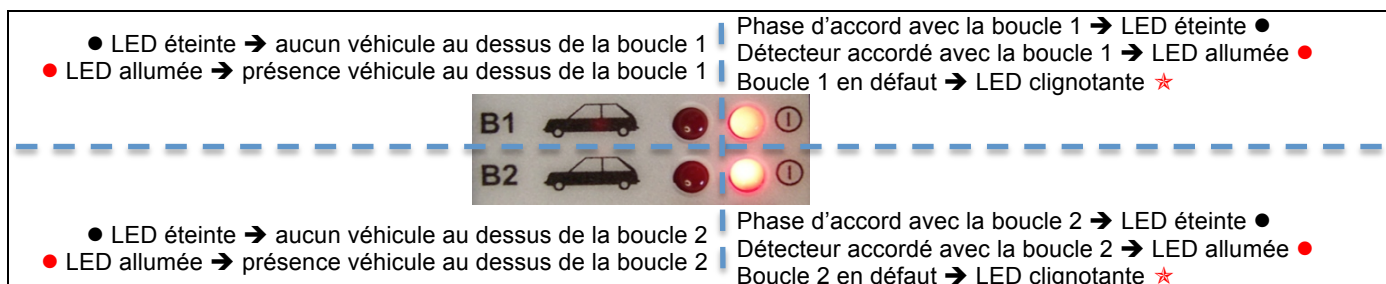 ● LED éteinte ➔ aucun véhicule au dessus de la boucle 1
● LED allumée ➔ présence véhicule au dessus de la boucle 1
Phase d’accord avec la boucle 1 ➔ LED éteinte ●
Détecteur accordé avec la boucle 1 ➔ LED allumée ●
Boucle 1 en défaut ➔ LED clignotante ✭
B1
B2
● LED éteinte ➔ aucun véhicule au dessus de la boucle 2
● LED allumée ➔ présence véhicule au dessus de la boucle 2
Phase d’accord avec la boucle 2 ➔ LED éteinte ●
Détecteur accordé avec la boucle 2 ➔ LED allumée ●
Boucle 2 en défaut ➔ LED clignotante ✭